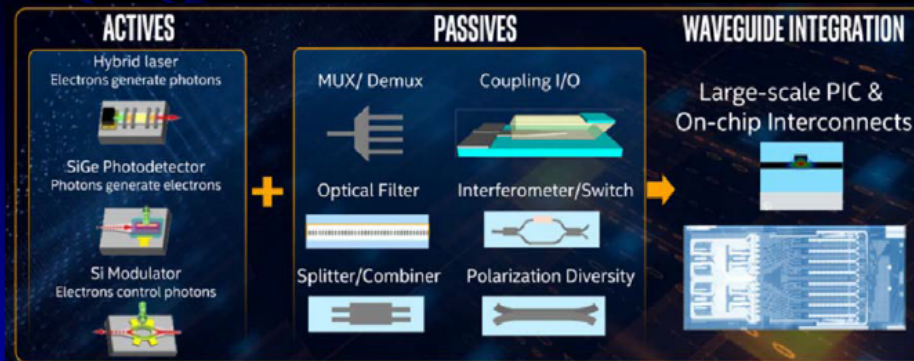 ACTIVES
Hybrid laser
Electrons generate photons
SiGe Photodetector
Photons generate electrons
Si Modulator
Electrons control photons
PASSIVES
MUX/ Demux
Coupling I/O
Optical Filter
Interferometer/Switch
Splitter/Combiner
Polarization Diversity
WAVEGUIDE INTEGRATION
Large-scale PIC &
On-chip Interconnects